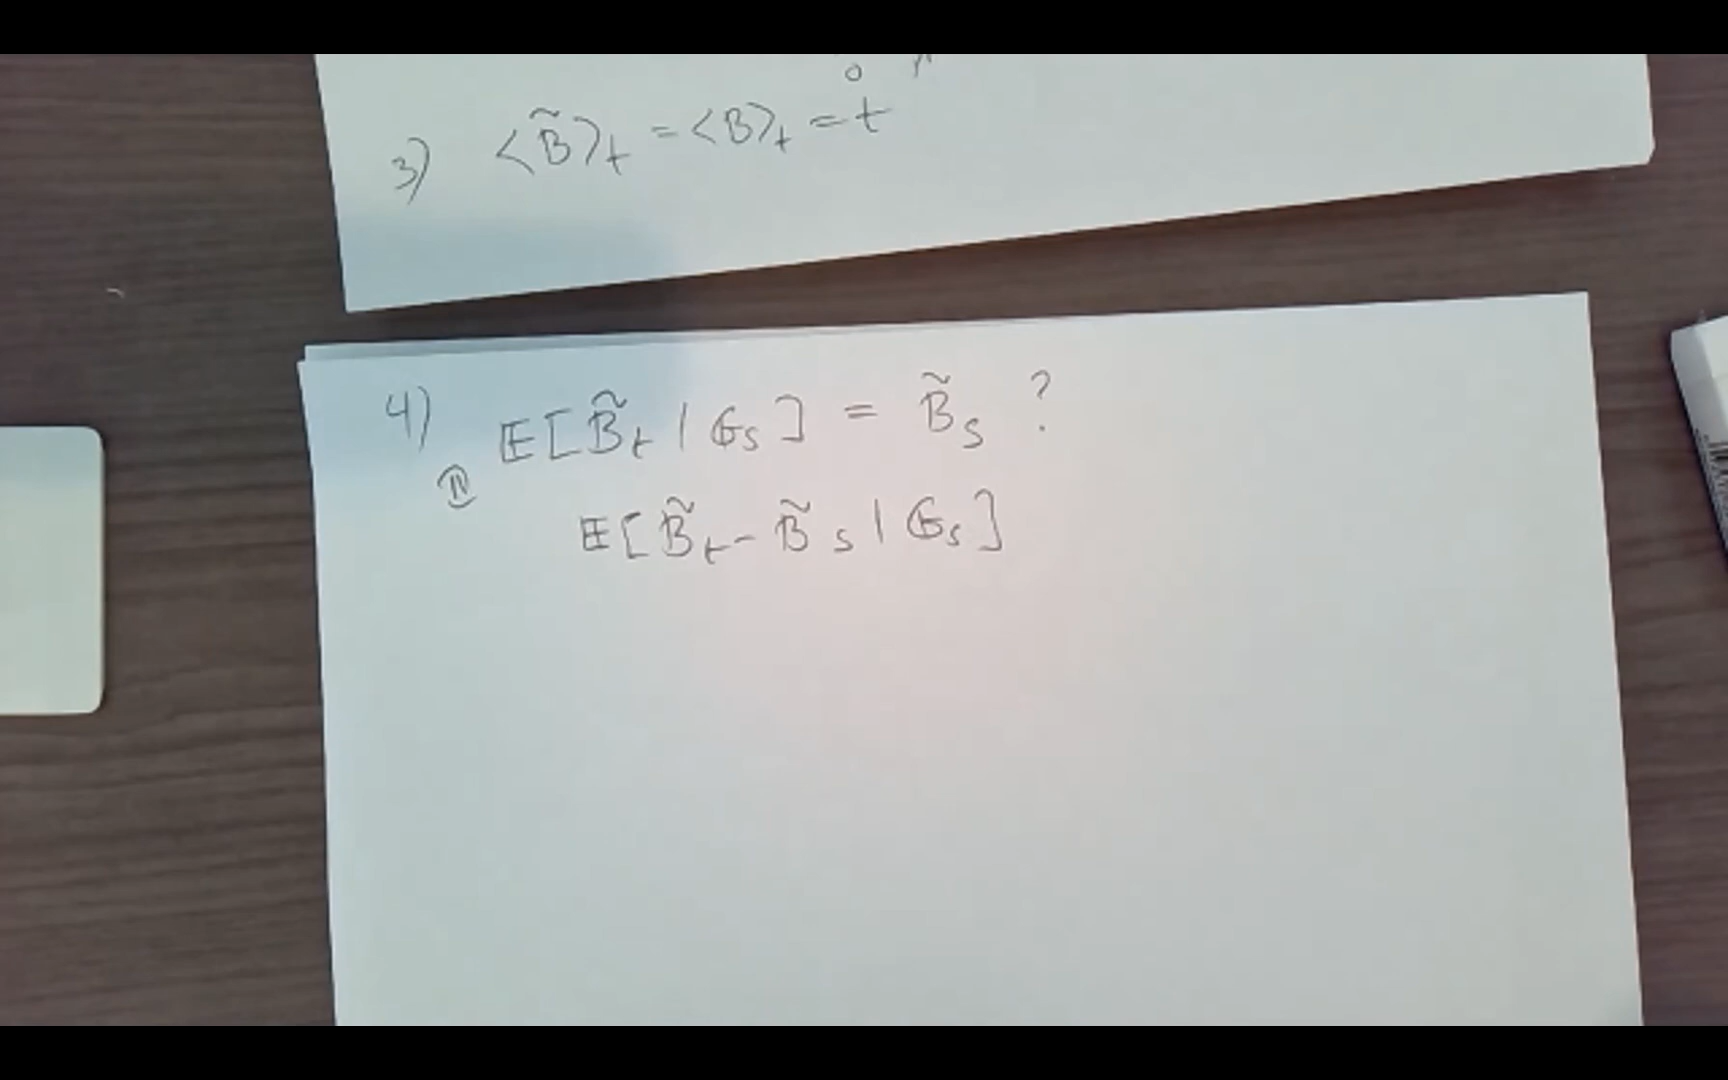 3) <B̃>ₜ = <B>ₜ = t
4) 𝔼[B̃ₜ | 𝔾ₛ] = B̃ₛ ?
𝔼[B̃ₜ - B̃ₛ | 𝔾ₛ]